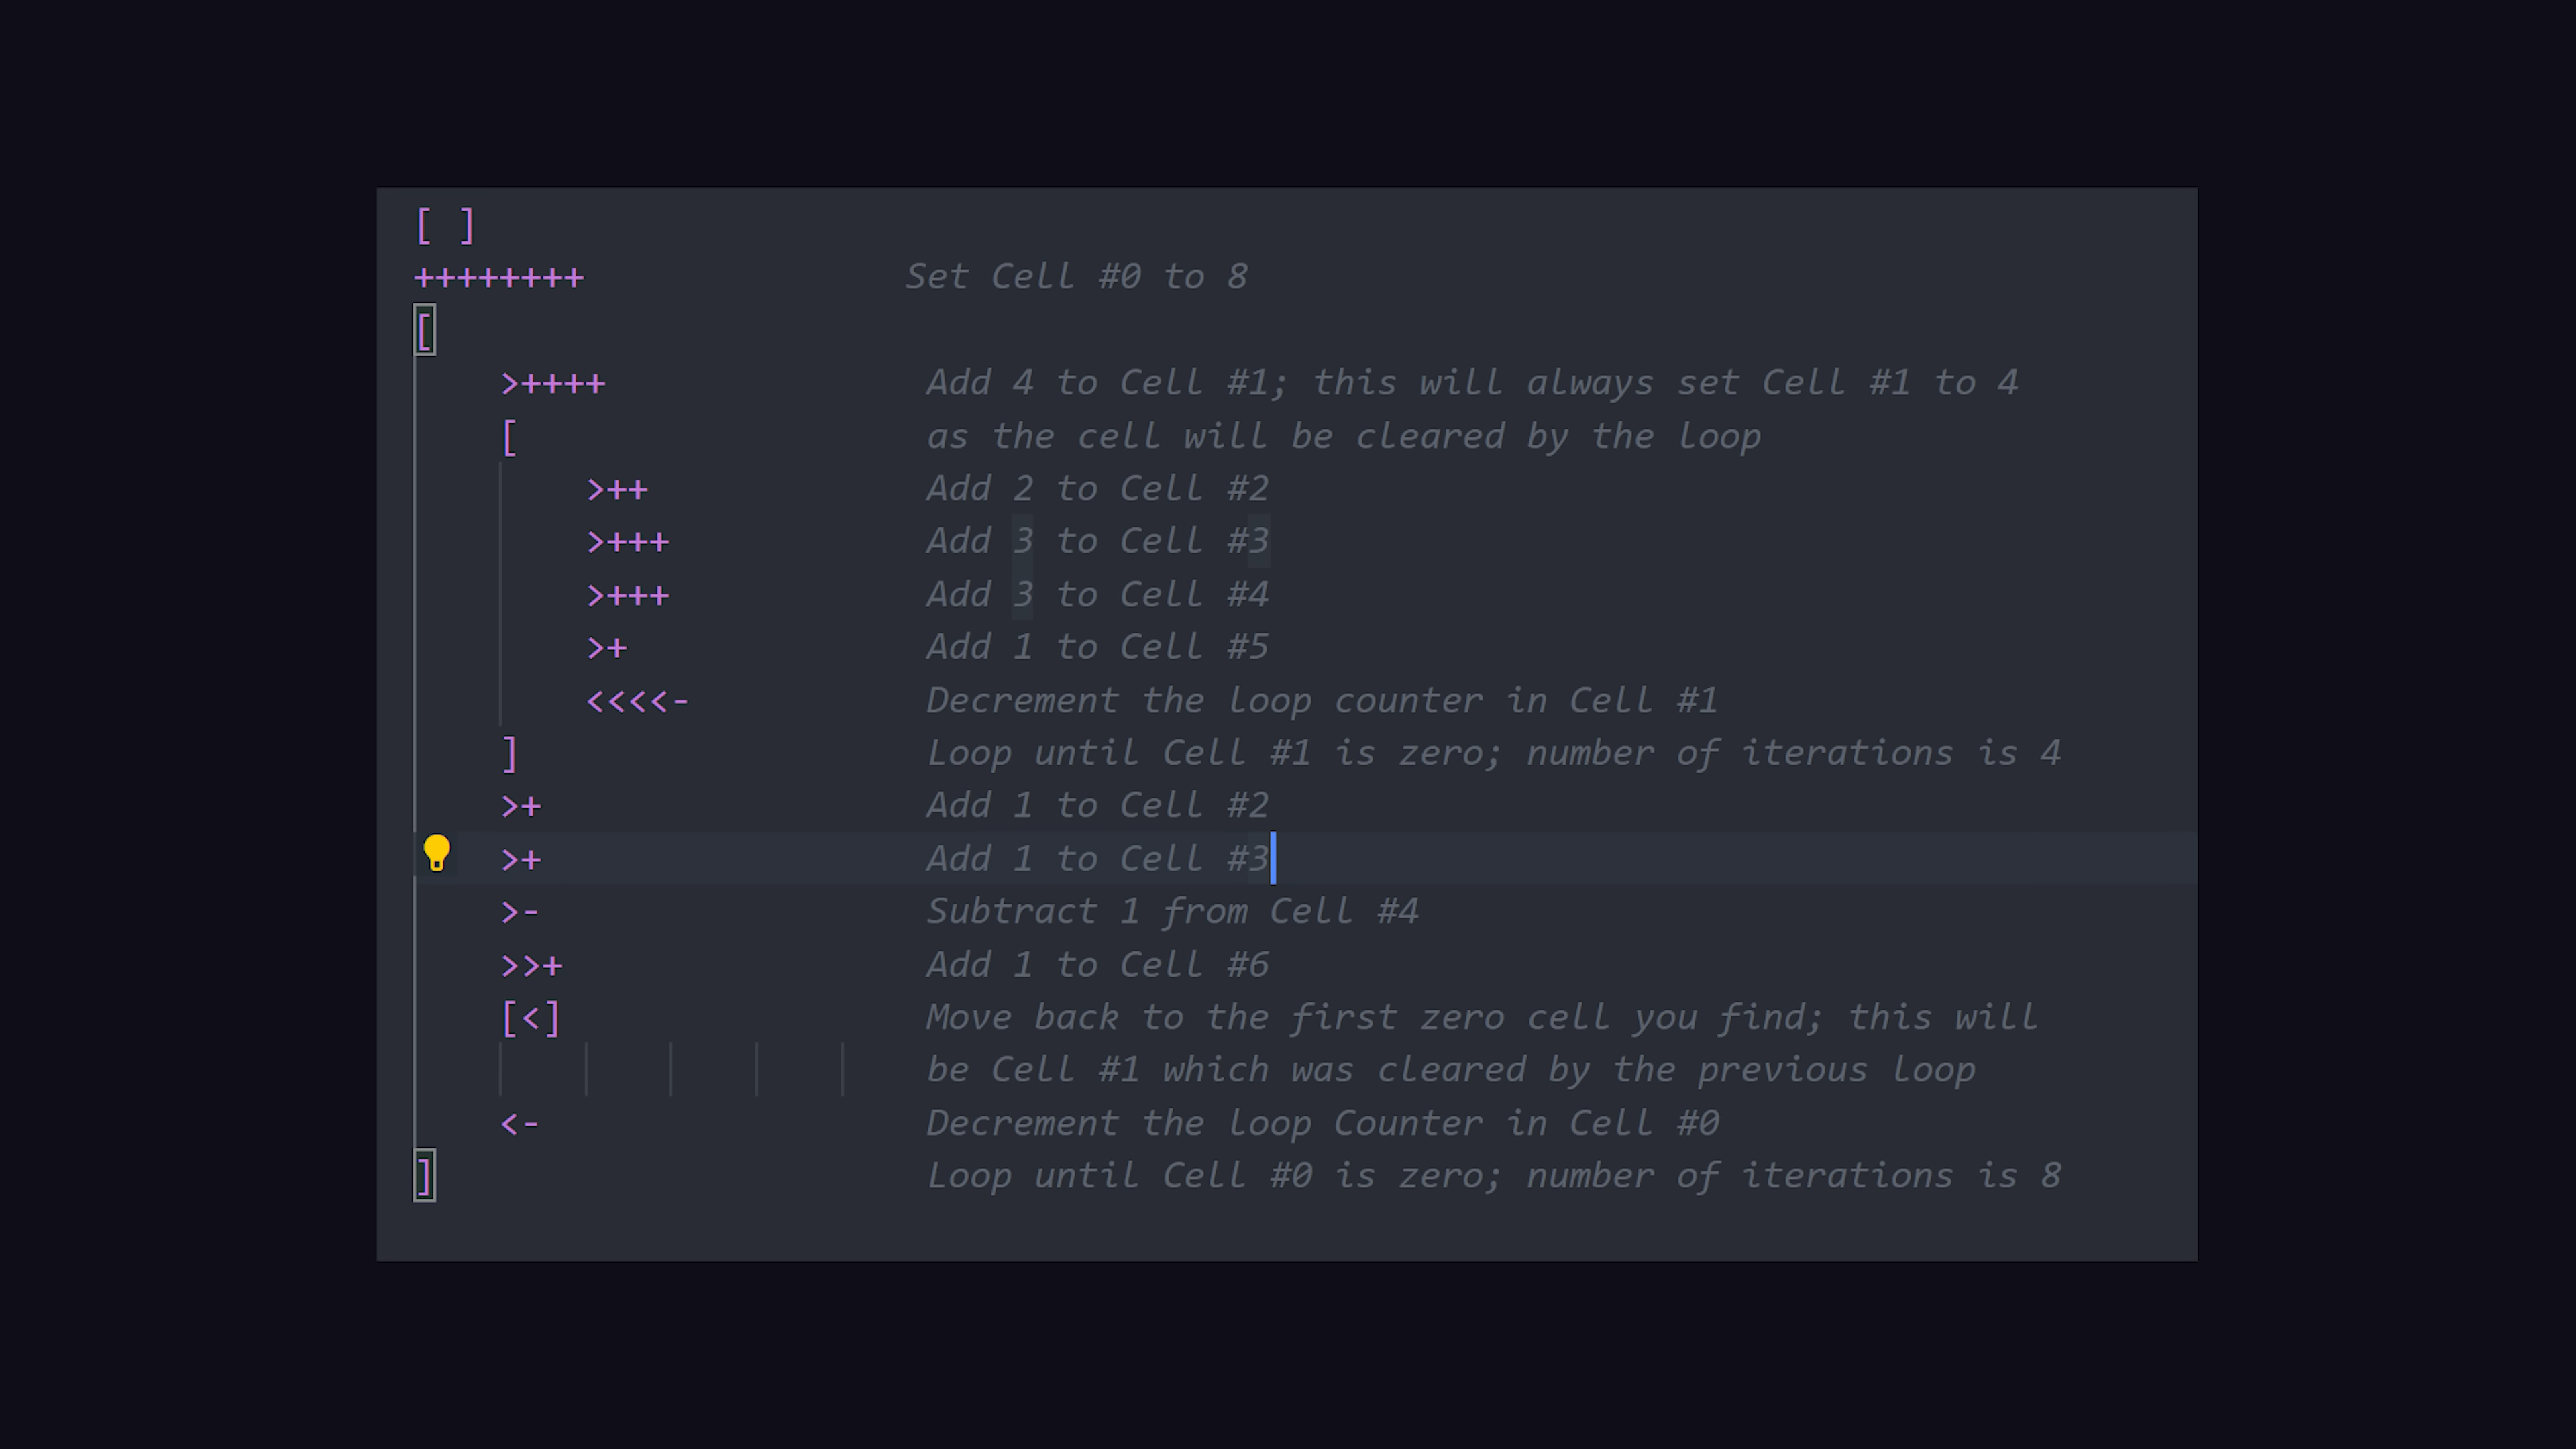 [ ]
++++++++ Set Cell #0 to 8
[
>++++ Add 4 to Cell #1; this will always set Cell #1 to 4
[ as the cell will be cleared by the loop
>++ Add 2 to Cell #2
>+++ Add 3 to Cell #3
>+++ Add 3 to Cell #4
>+ Add 1 to Cell #5
<<<<- Decrement the loop counter in Cell #1
] Loop until Cell #1 is zero; number of iterations is 4
>+ Add 1 to Cell #2
>+ Add 1 to Cell #3
>- Subtract 1 from Cell #4
>>+ Add 1 to Cell #6
[<] Move back to the first zero cell you find; this will
be Cell #1 which was cleared by the previous loop
<- Decrement the loop Counter in Cell #0
] Loop until Cell #0 is zero; number of iterations is 8